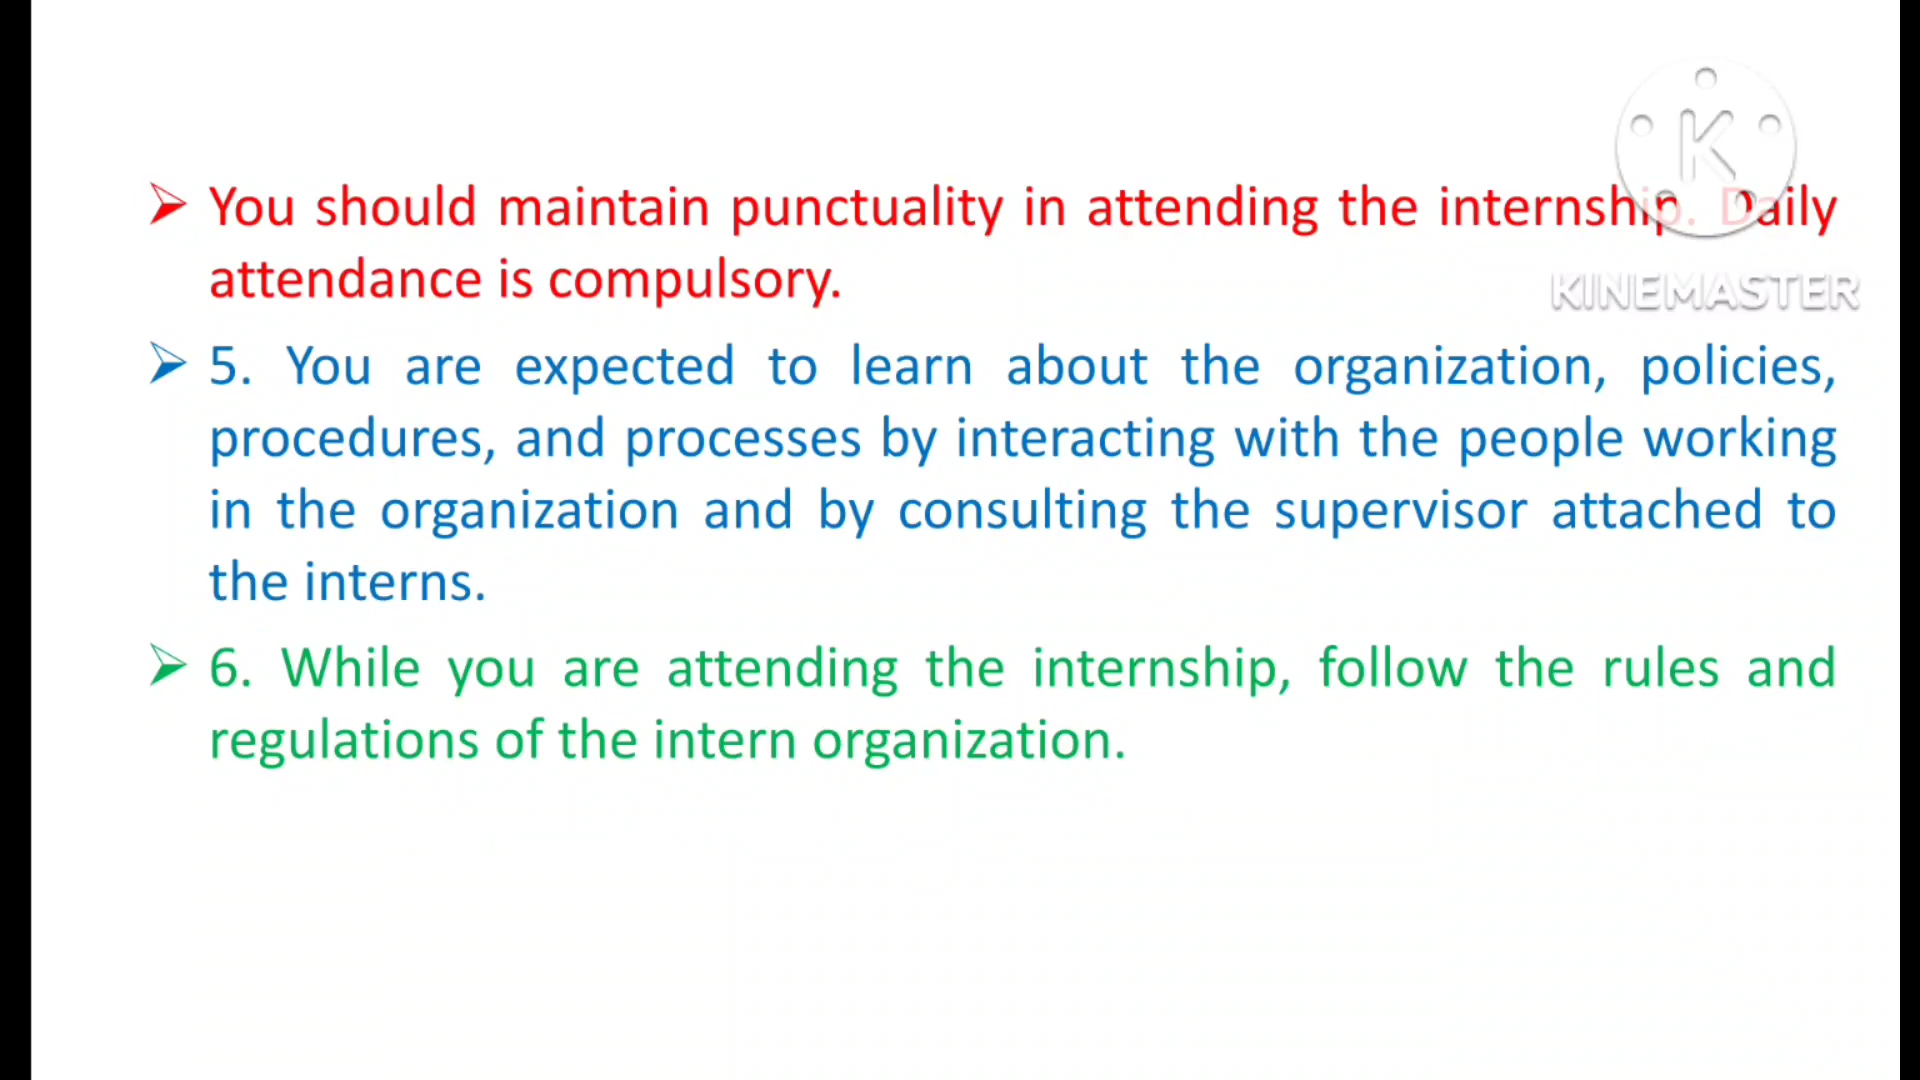 You should maintain punctuality in attending the internship. Daily
attendance is compulsory.
KINEMASTER
5. You are expected to learn about the organization, policies,
procedures, and processes by interacting with the people working
in the organization and by consulting the supervisor attached to
the interns.
6. While you are attending the internship, follow the rules and
regulations of the intern organization.